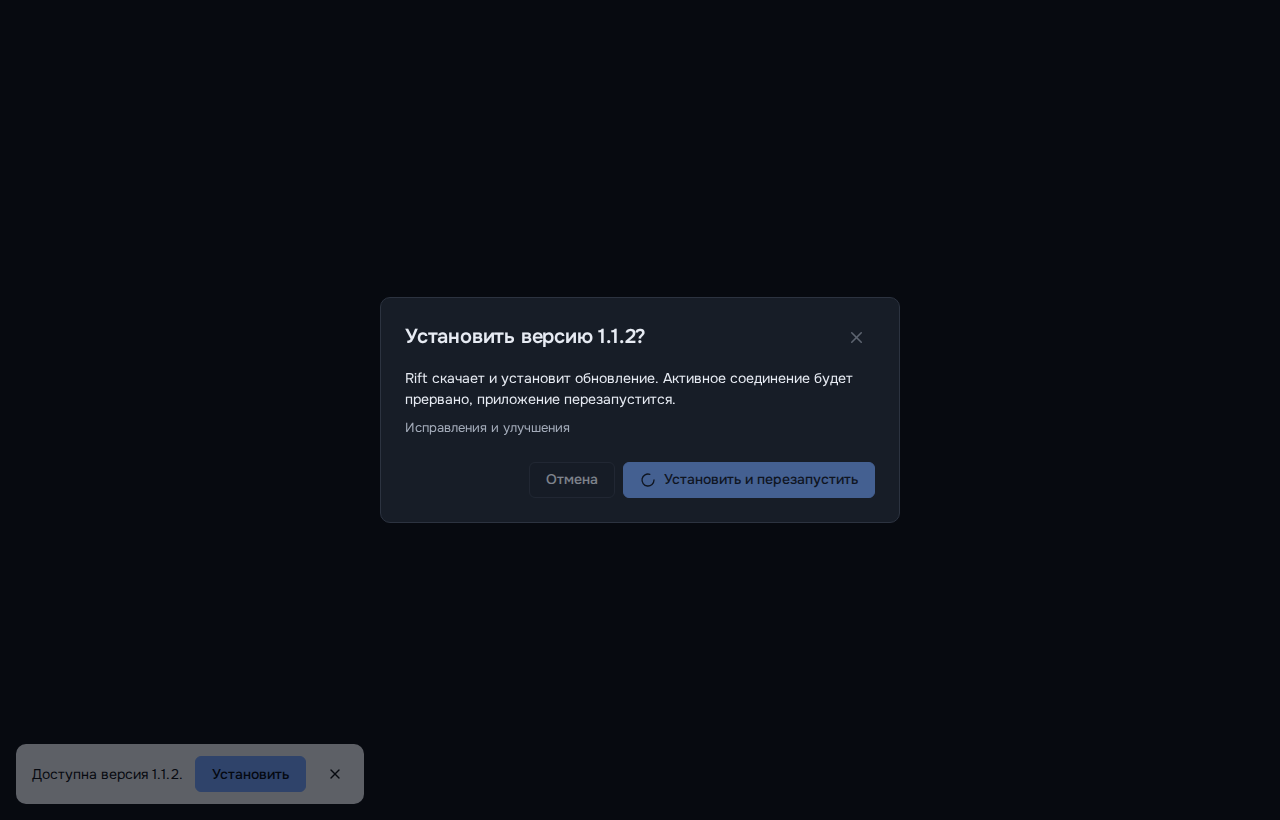 Установить версию 1.1.2?
Rift скачает и установит обновление. Активное соединение будет
прервано, приложение перезапустится.
Исправления и улучшения
Отмена
Установить и перезапустить
Доступна версия 1.1.2.
Установить